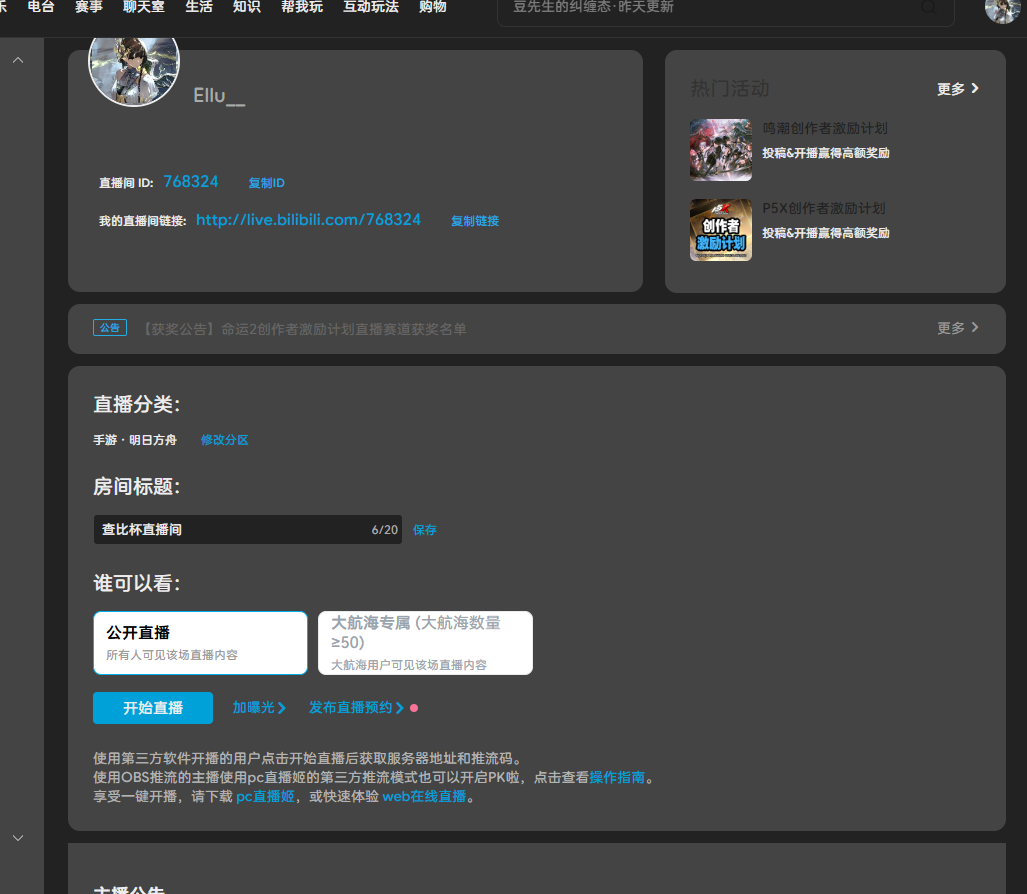 乐 电台 赛事 聊天室 生活 知识 帮我玩 互动玩法 购物
豆先生的纠缠态·昨天更新
Ellu__
直播间 ID: 768324 复制ID
我的直播间链接: http://live.bilibili.com/768324 复制链接
热门活动 更多
鸣潮创作者激励计划
投稿&开播赢得高额奖励
创作者
激励计划
P5X创作者激励计划
投稿&开播赢得高额奖励
公告 【获奖公告】命运2创作者激励计划直播赛道获奖名单 更多
直播分类:
手游 · 明日方舟 修改分区
房间标题:
查比杯直播间 6/20 保存
谁可以看:
公开直播
所有人可见该场直播内容
大航海专属 (大航海数量
≥50)
大航海用户可见该场直播内容
开始直播 加曝光 发布直播预约
使用第三方软件开播的用户点击开始直播后获取服务器地址和推流码。
使用OBS推流的主播使用pc直播姬的第三方推流模式也可以开启PK啦，点击查看操作指南。
享受一键开播，请下载 pc直播姬，或快速体验 web在线直播。
主播公告